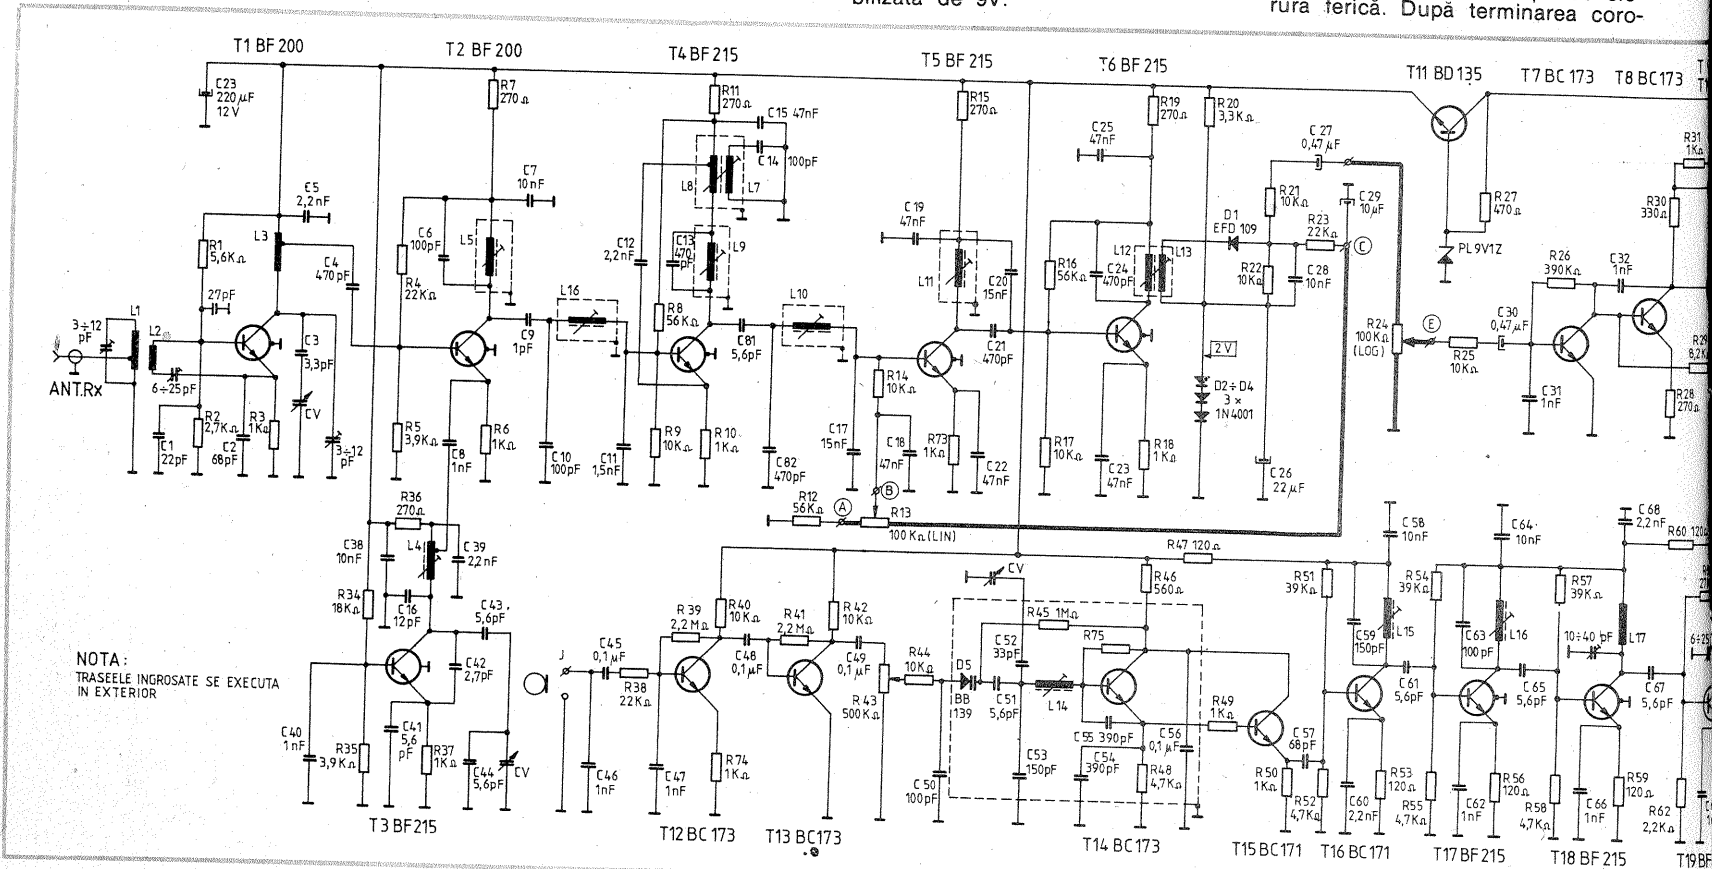 bilizată de 9V.
rură ferică. După terminarea coro-
T1 BF 200
T2 BF 200
T4 BF 215
T5 BF 215
T6 BF 215
T11 BD 135
T7 BC 173
T8 BC173
C23
220 µF
12 V
R7
270Ω
R11
270Ω
C15 47nF
C14
100pF
R15
270Ω
C25
47nF
R19
270Ω
R20
3,3KΩ
C27
0,47µF
R31
1KΩ
C5
2,2nF
C7
10nF
L8
L7
C19
47nF
D1
EFD 109
R21
10KΩ
R23
22KΩ
C29
10µF
C
R27
470Ω
R30
330Ω
R1
5,6KΩ
L3
C4
470pF
C6
100pF
L5
C12
2,2nF
C13
470
pF
L9
L11
C20
15nF
R16
56KΩ
C24
470pF
L12
L13
R22
10KΩ
C28
10nF
PL9V1Z
R26
390KΩ
C32
1nF
27pF
R4
22KΩ
L16
R8
56KΩ
L10
L1
L2
3÷12
pF
ANT.Rx
6÷25pF
C3
3,3pF
C9
1pF
C81
5,6pF
C21
470pF
2V
R24
100KΩ
(LOG)
E
C30
0,47µF
R25
10KΩ
R14
10KΩ
D2÷D4
3 ×
1N4001
C31
1nF
R28
270Ω
R2
2,7KΩ
R3
1KΩ
CV
3÷12
pF
C1
22pF
C2
68pF
R5
3,9KΩ
C8
1nF
R6
1KΩ
C10
100pF
C11
1,5nF
R9
10KΩ
R10
1KΩ
C82
470pF
C17
15nF
C18
47nF
R73
1KΩ
C22
47nF
R17
10KΩ
C23
47nF
R18
1KΩ
C26
22µF
R12
56KΩ
A
B
R13
100KΩ(LIN)
R36
270Ω
C38
10nF
L4
C39
2,2nF
R34
18KΩ
C16
12pF
C43
5,6pF
C42
2,7pF
C40
1nF
R35
3,9KΩ
C41
5,6
pF
R37
1KΩ
C44
5,6pF
CV
T3 BF215
NOTA:
TRASEELE INGROSATE SE EXECUTA
IN EXTERIOR
J
C45
0,1µF
R38
22KΩ
R39
2,2MΩ
R40
10KΩ
R41
2,2MΩ
R42
10KΩ
C48
0,1µF
C49
0,1µF
R43
500KΩ
R44
10KΩ
C46
1nF
C47
1nF
R74
1KΩ
T12 BC 173
T13 BC173
CV
R45 1MΩ
C52
33pF
D5
BB
139
C51
5,6pF
L14
R75
R46
560Ω
R47 120Ω
C50
100pF
C53
150pF
C55 390pF
C54
390pF
C56
0,1µF
R48
4,7KΩ
T14 BC173
R49
1KΩ
C57
68pF
R50
1KΩ
T15 BC171
R51
39KΩ
C58
10nF
C59
150pF
L15
C61
5,6pF
R52
4,7KΩ
C60
2,2nF
R53
120Ω
T16 BC171
R54
39KΩ
C64
10nF
C63
100pF
L16
C65
5,6pF
R55
4,7KΩ
C62
1nF
R56
120Ω
T17 BF215
R57
39KΩ
C68
2,2nF
R60 120Ω
10÷40 pF
L17
C67
5,6pF
R58
4,7KΩ
C66
1nF
R59
120Ω
T18 BF215
R62
2,2KΩ